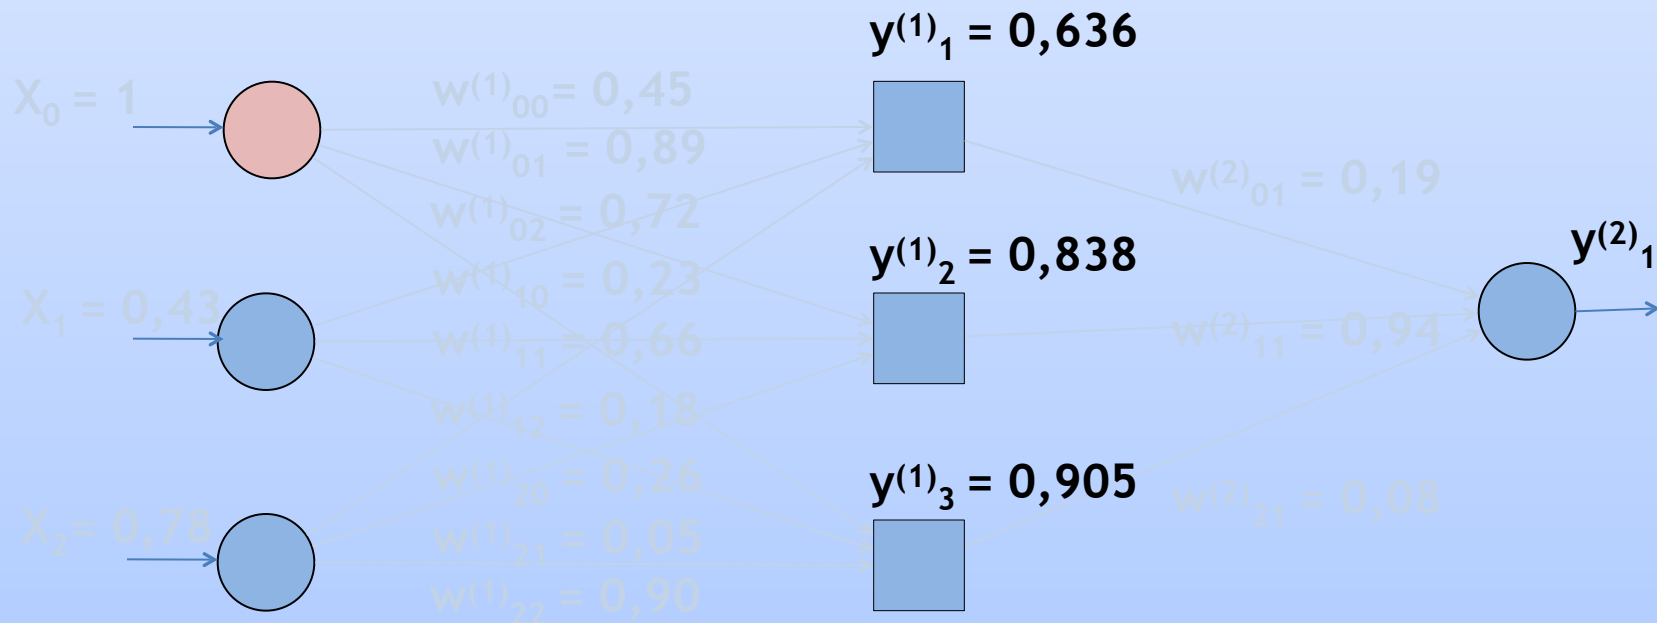 y⁽¹⁾₁ = 0,636
X₀ = 1
w⁽¹⁾₀₀= 0,45
w⁽¹⁾₀₁ = 0,89
w⁽²⁾₀₁ = 0,19
w⁽¹⁾₀₂ = 0,72
y⁽¹⁾₂ = 0,838
y⁽²⁾₁
w⁽¹⁾₁₀ = 0,23
X₁ = 0,43
w⁽¹⁾₁₁ = 0,66
w⁽²⁾₁₁ = 0,94
w⁽¹⁾₁₂ = 0,18
y⁽¹⁾₃ = 0,905
w⁽¹⁾₂₀ = 0,26
w⁽²⁾₂₁ = 0,08
X₂= 0,78
w⁽¹⁾₂₁ = 0,05
w⁽¹⁾₂₂ = 0,90